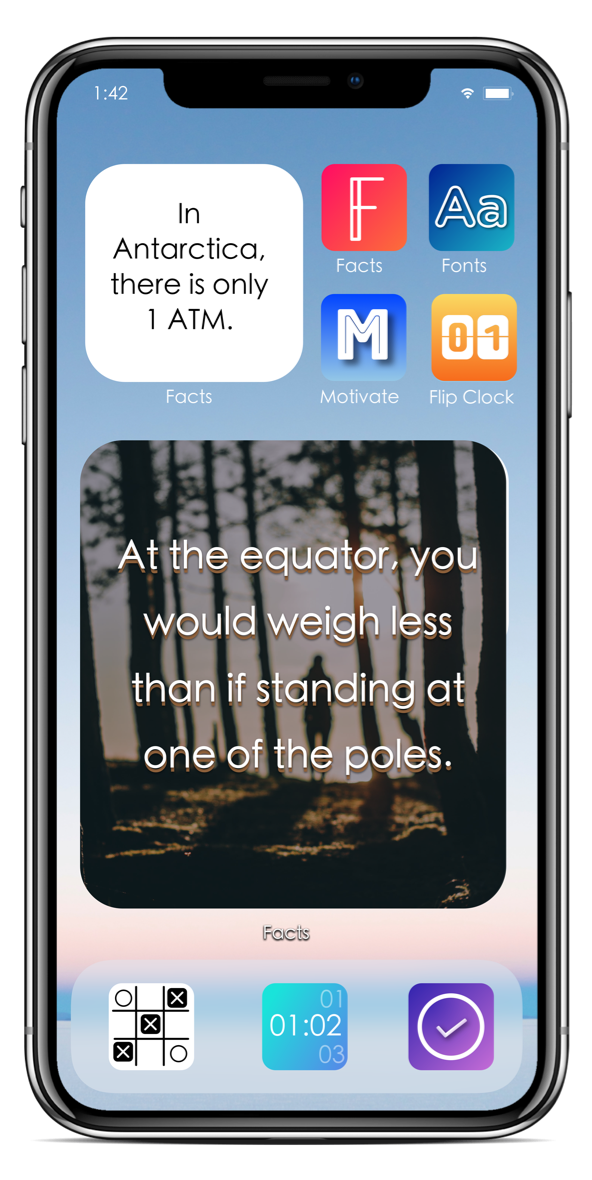 1:42
In
Antarctica,
there is only
1 ATM.
Facts
F
Facts
Aa
Fonts
M
Motivate
01
Flip Clock
At the equator, you
would weigh less
than if standing at
one of the poles.
Facts
01
01:02
03